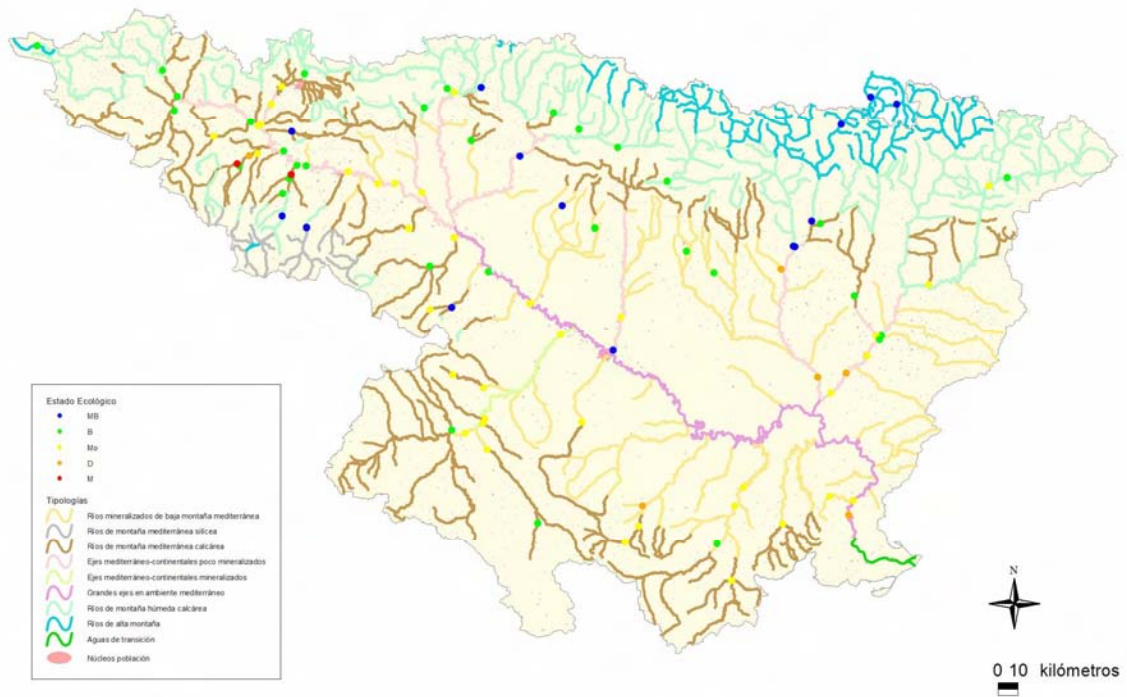 Estado Ecológico
MB
B
Mo
D
M
Tipologías
Ríos mineralizados de baja montaña mediterránea
Ríos de montaña mediterránea silícea
Ríos de montaña mediterránea calcárea
Ejes mediterráneo-continentales poco mineralizados
Ejes mediterráneo-continentales mineralizados
Grandes ejes en ambiente mediterráneo
Ríos de montaña húmeda calcárea
Ríos de alta montaña
Aguas de transición
Núcleos población
N
0 10 kilómetros